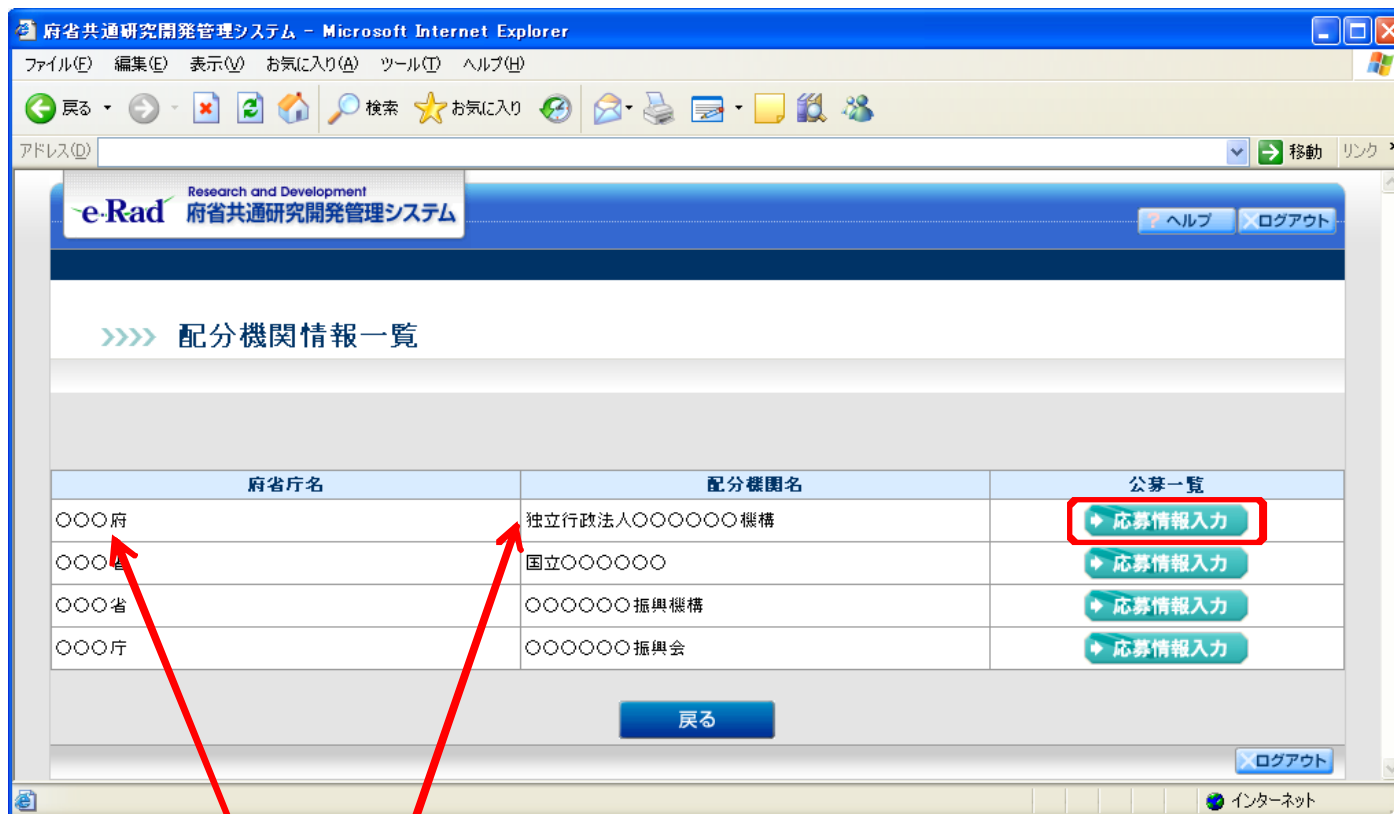 府省共通研究開発管理システム - Microsoft Internet Explorer
ファイル(F) 編集(E) 表示(V) お気に入り(A) ツール(T) ヘルプ(H)
戻る 検索 お気に入り
アドレス(D) 移動 リンク
e-Rad Research and Development
府省共通研究開発管理システム
? ヘルプ ログアウト
>>>> 配分機関情報一覧
府省庁名 配分機関名 公募一覧
○○○府 独立行政法人○○○○○○機構 応募情報入力
○○○省 国立○○○○○○ 応募情報入力
○○○省 ○○○○○○振興機構 応募情報入力
○○○庁 ○○○○○○振興会 応募情報入力
戻る
ログアウト
インターネット